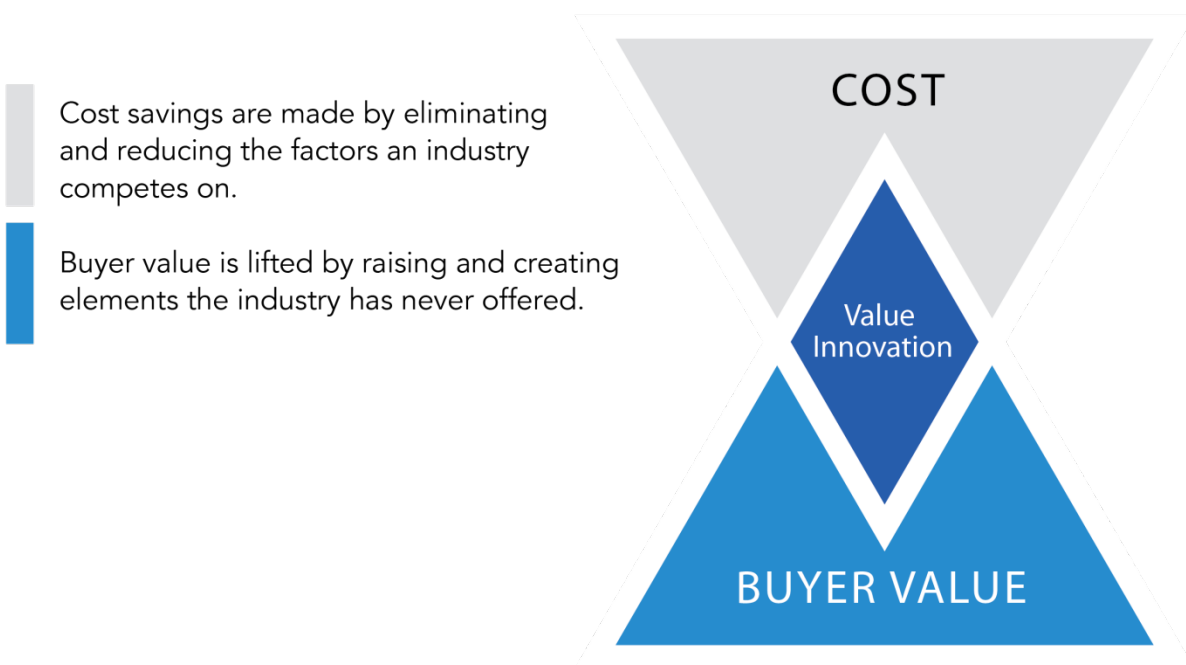 Cost savings are made by eliminating
and reducing the factors an industry
competes on.
Buyer value is lifted by raising and creating
elements the industry has never offered.
COST
Value
Innovation
BUYER VALUE